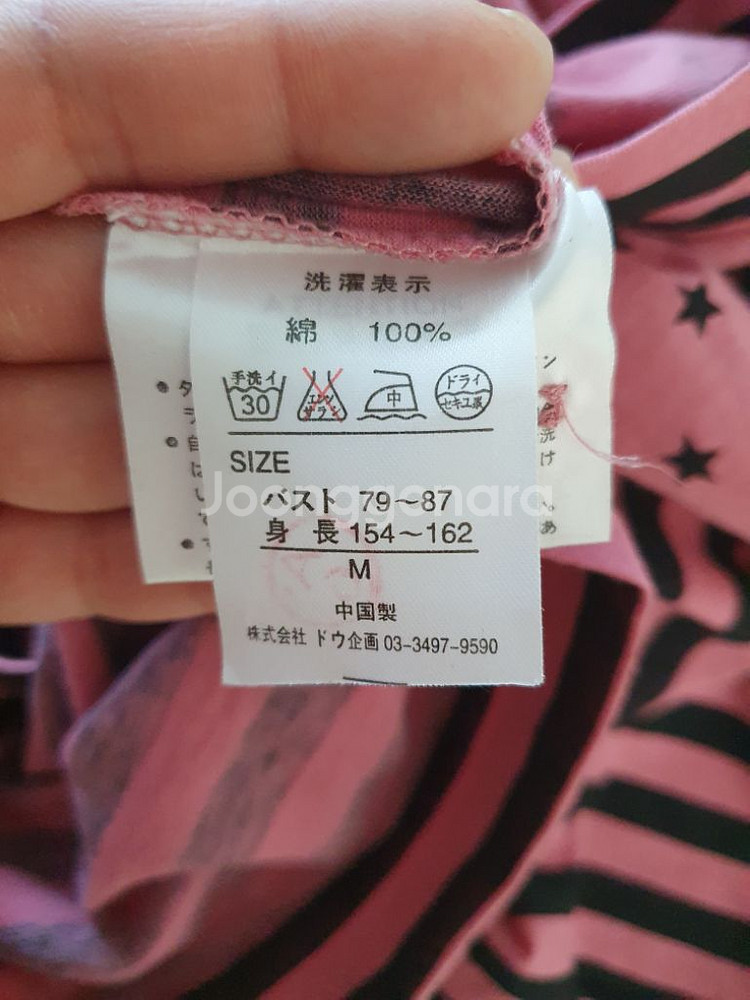 洗濯表示
綿 100%
手洗イ
30
エンソ
サラシ
中
ドライ
セキユ系
SIZE
バスト 79～87
身 長 154～162
M
中国製
株式会社 ドウ企画 03-3497-9590
Joonggonara